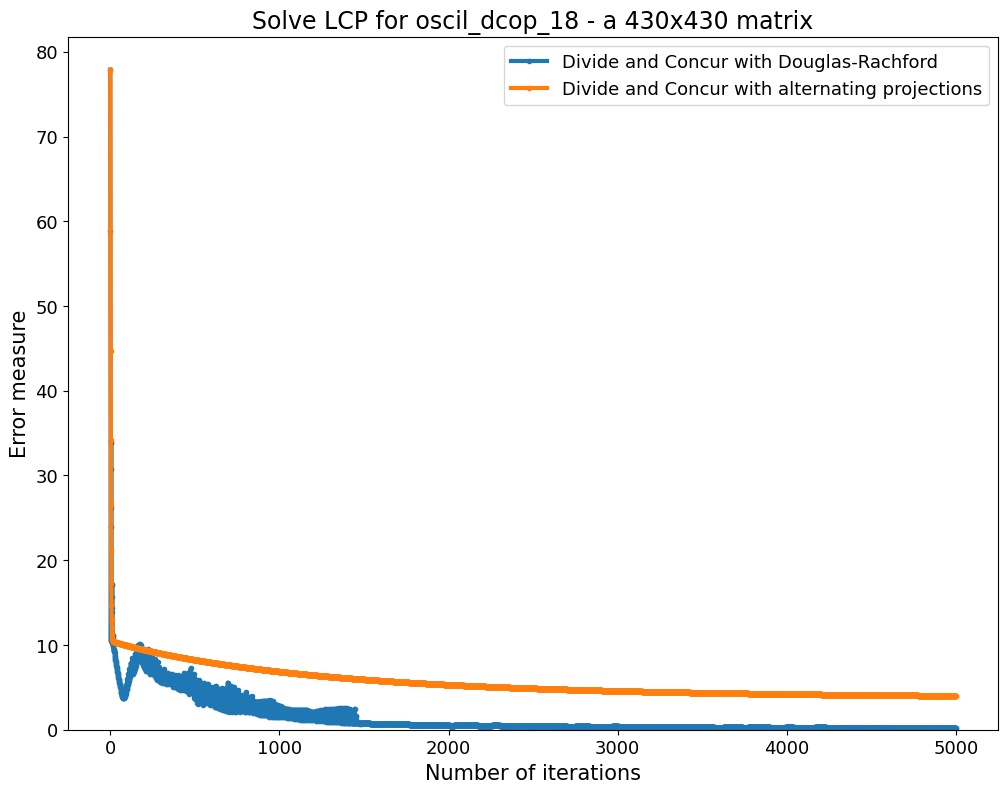 Solve LCP for oscil_dcop_18 - a 430x430 matrix
Divide and Concur with Douglas-Rachford
Divide and Concur with alternating projections
Error measure
80
70
60
50
40
30
20
10
0
0 1000 2000 3000 4000 5000
Number of iterations